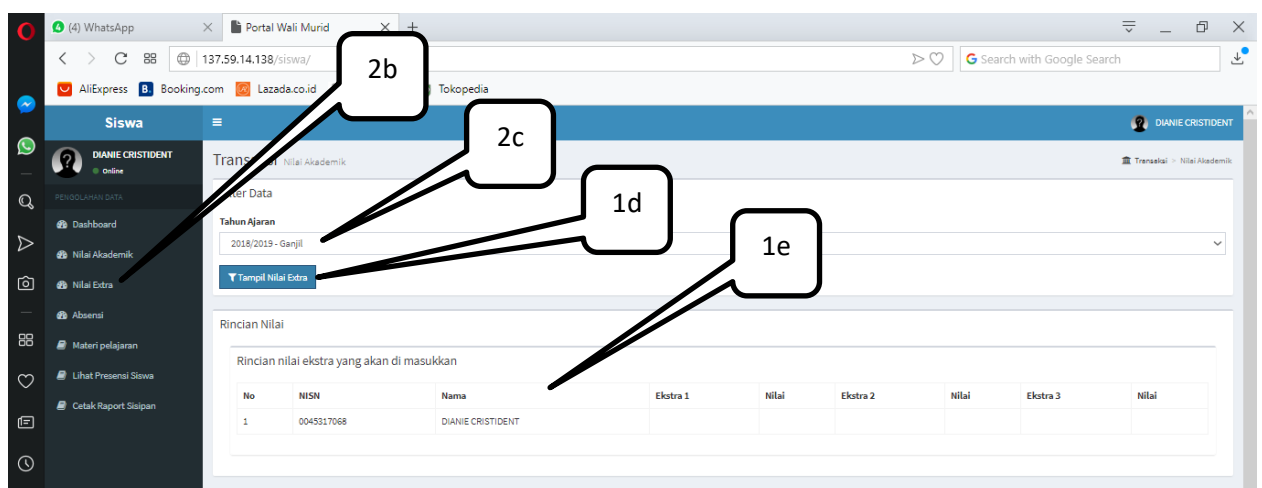 (4) WhatsApp
Portal Wali Murid
137.59.14.138/siswa/
Search with Google Search
AliExpress B. Booking.com Lazada.co.id Tokopedia
2b
2c
1d
1e
Siswa
DIANIE CRISTIDENT
DIANIE CRISTIDENT
Online
Nilai Akademik
Transaksi > Nilai Akademik
PENGOLAHAN DATA
Dashboard
Nilai Akademik
Nilai Extra
Absensi
Materi pelajaran
Lihat Presensi Siswa
Cetak Raport Sisipan
Data
Tahun Ajaran
2018/2019 - Ganjil
Tampil Nilai Extra
Rincian Nilai
Rincian nilai ekstra yang akan di masukkan
No NISN Nama Ekstra 1 Nilai Ekstra 2 Nilai Ekstra 3 Nilai
1 0045317068 DIANIE CRISTIDENT